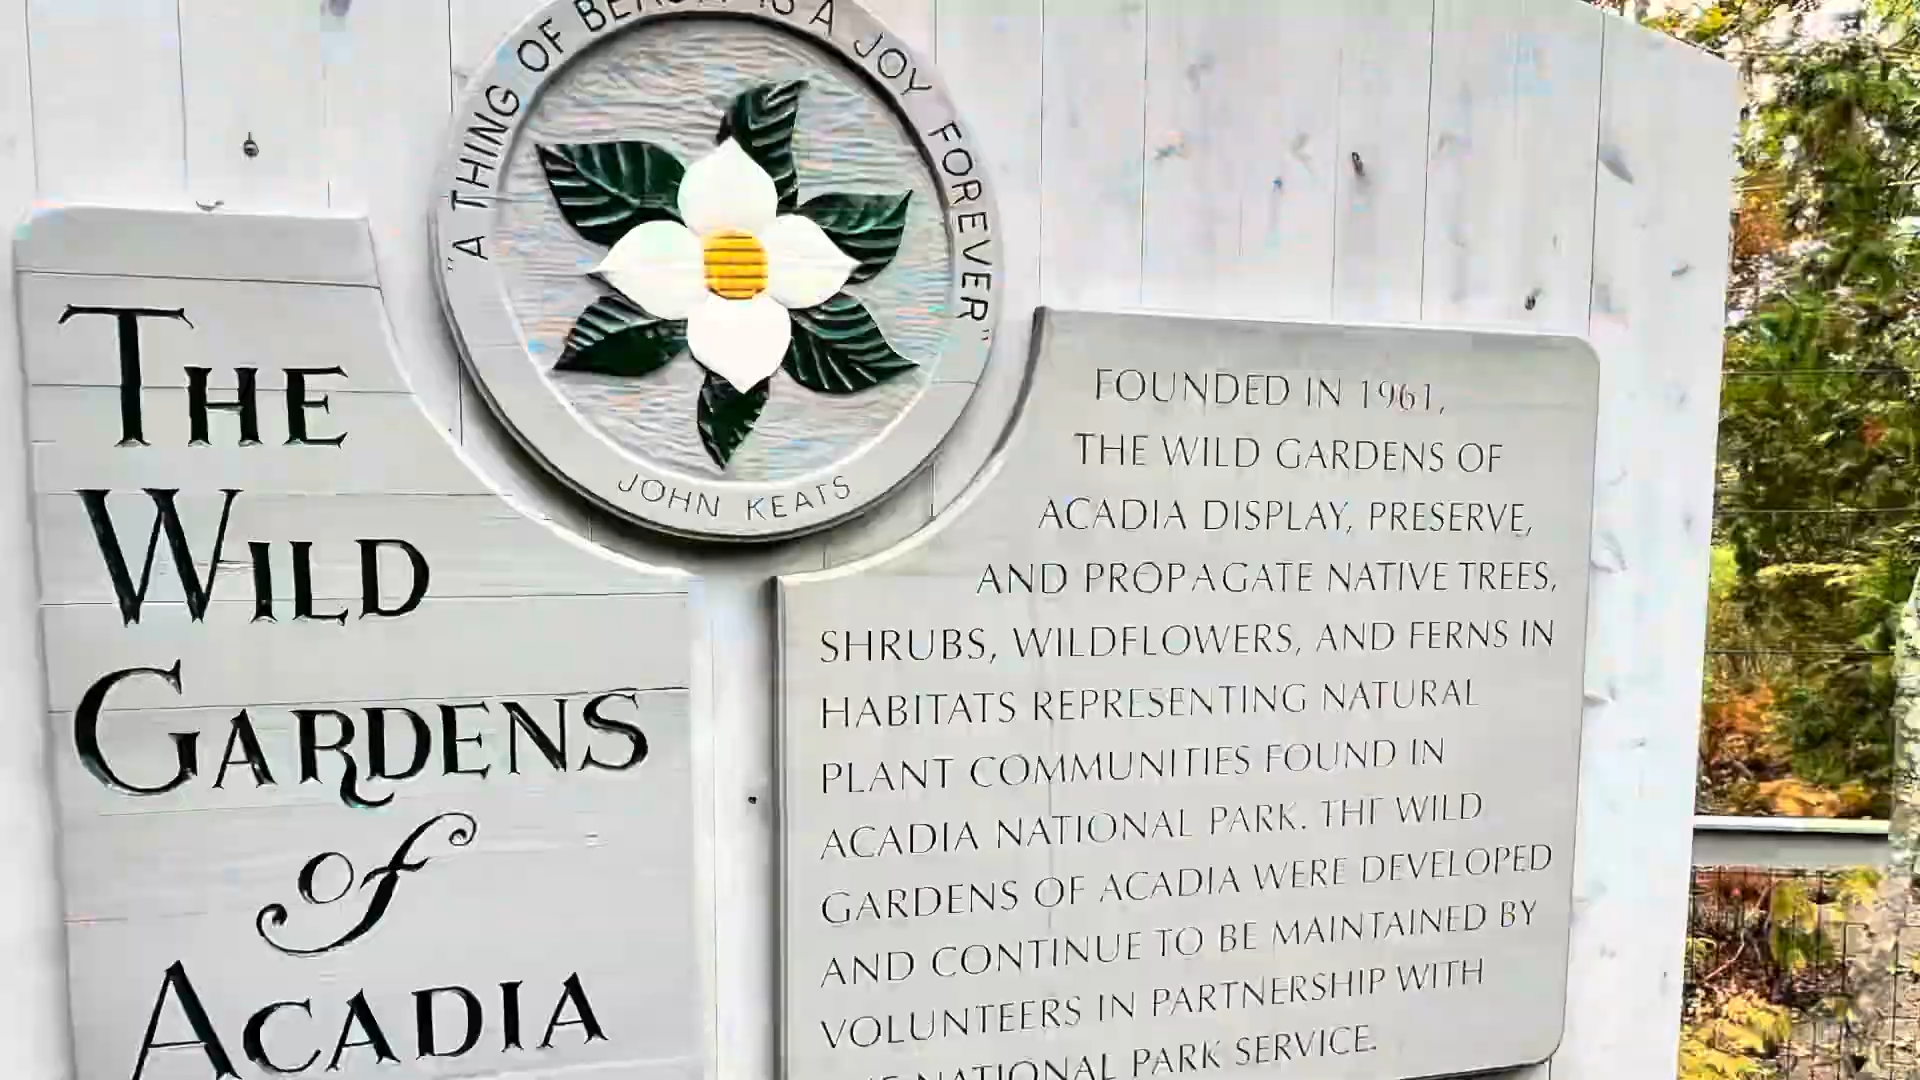 "A THING OF BEAUTY IS A JOY FOREVER"
JOHN KEATS
THE
WILD
GARDENS
of
ACADIA
FOUNDED IN 1961,
THE WILD GARDENS OF
ACADIA DISPLAY, PRESERVE,
AND PROPAGATE NATIVE TREES,
SHRUBS, WILDFLOWERS, AND FERNS IN
HABITATS REPRESENTING NATURAL
PLANT COMMUNITIES FOUND IN
ACADIA NATIONAL PARK. THE WILD
GARDENS OF ACADIA WERE DEVELOPED
AND CONTINUE TO BE MAINTAINED BY
VOLUNTEERS IN PARTNERSHIP WITH
THE NATIONAL PARK SERVICE.